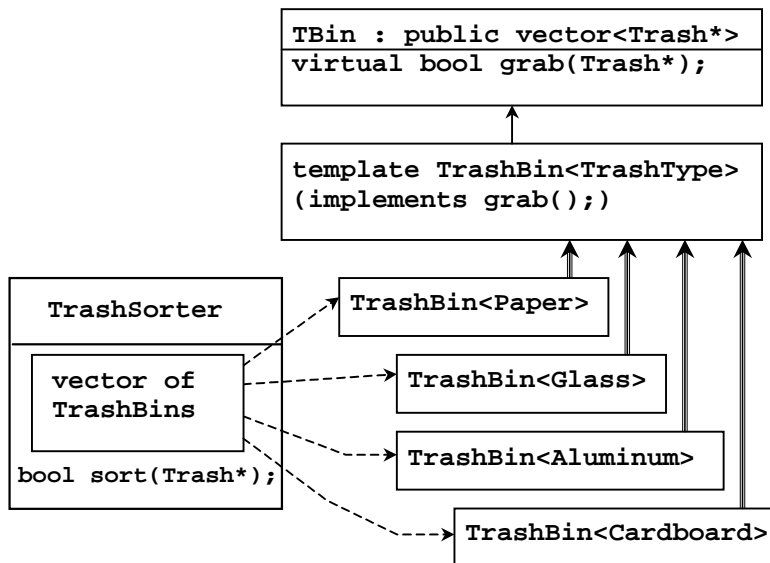 TBin : public vector<Trash*>
virtual bool grab(Trash*);
template TrashBin<TrashType>
(implements grab();)
TrashSorter
vector of
TrashBins
bool sort(Trash*);
TrashBin<Paper>
TrashBin<Glass>
TrashBin<Aluminum>
TrashBin<Cardboard>